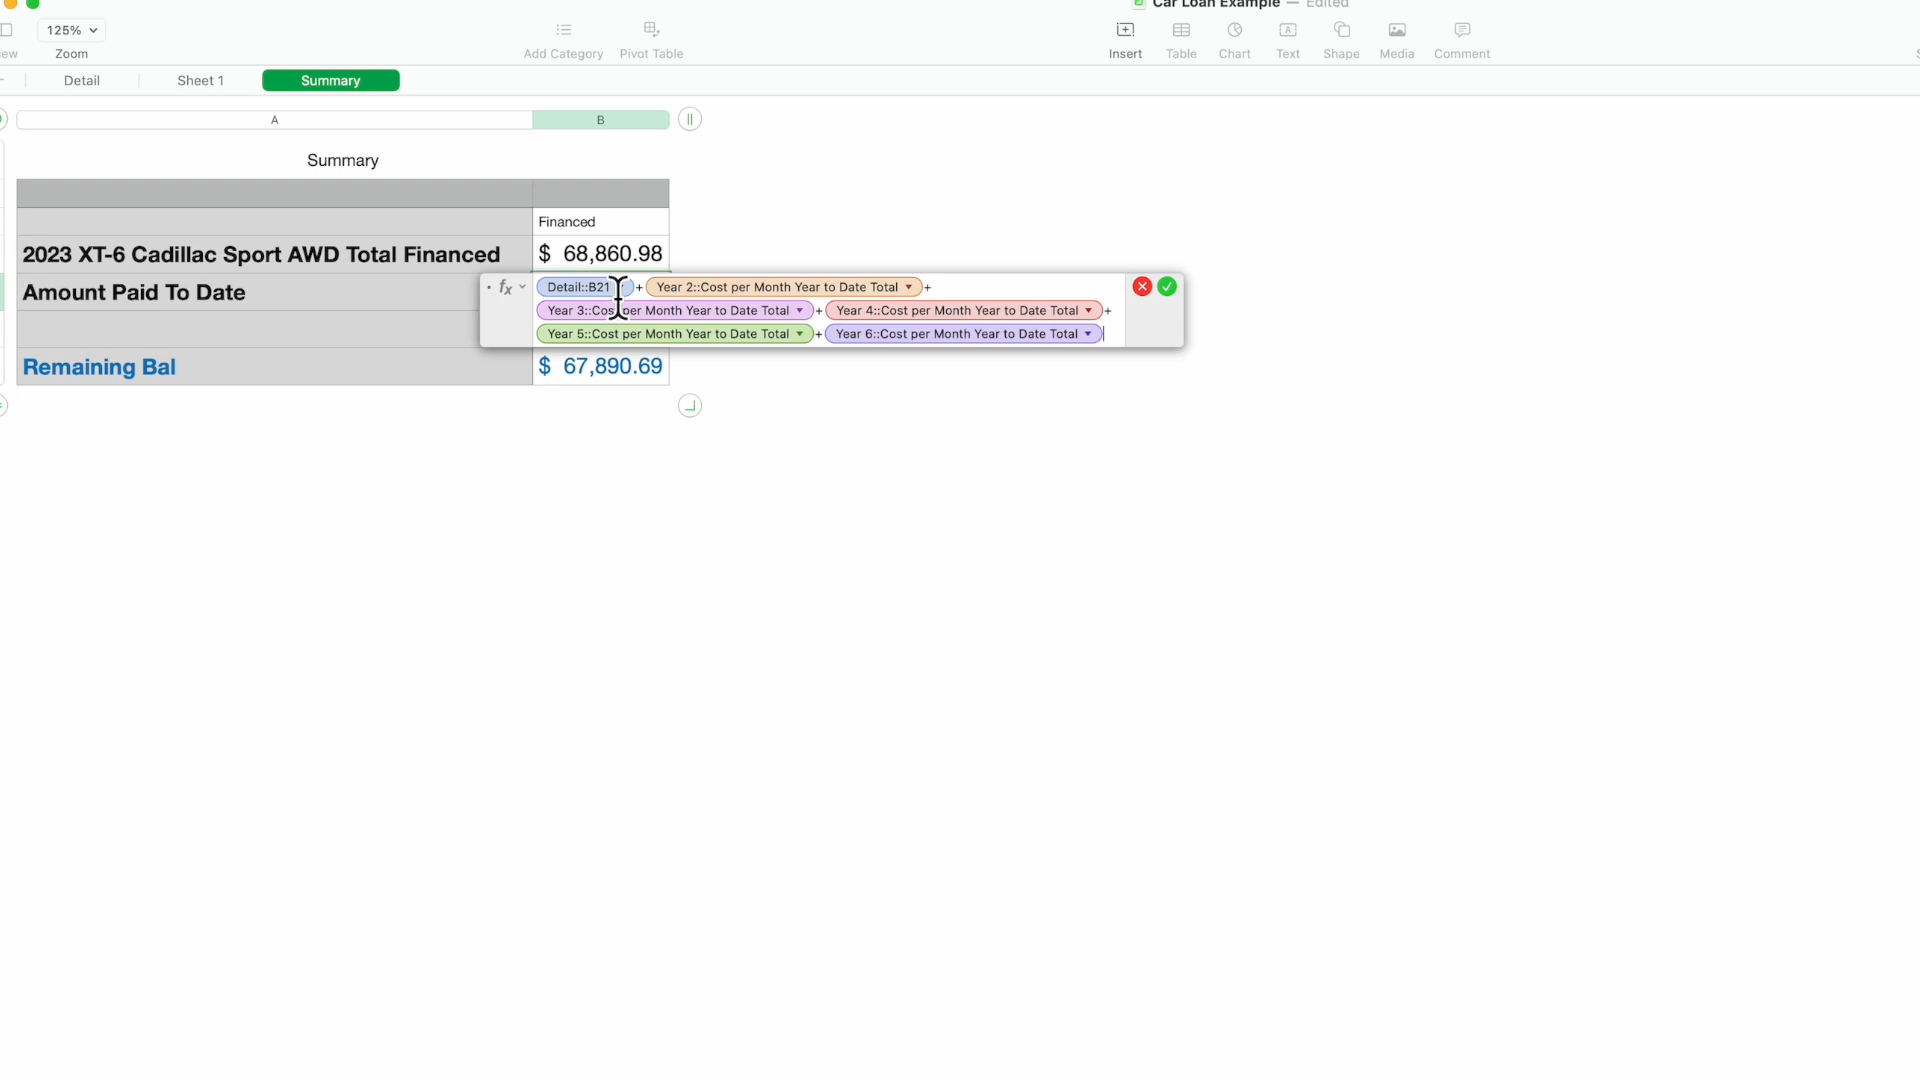 Car Loan Example — Edited
125%
Zoom
Add Category
Pivot Table
Insert
Table
Chart
Text
Shape
Media
Comment
Detail
Sheet 1
Summary
A
B
Summary
Financed
2023 XT-6 Cadillac Sport AWD Total Financed
$ 68,860.98
Amount Paid To Date
fx
Detail::B21 + Year 2::Cost per Month Year to Date Total +
Year 3::Cost per Month Year to Date Total + Year 4::Cost per Month Year to Date Total +
Year 5::Cost per Month Year to Date Total + Year 6::Cost per Month Year to Date Total
Remaining Bal
$ 67,890.69